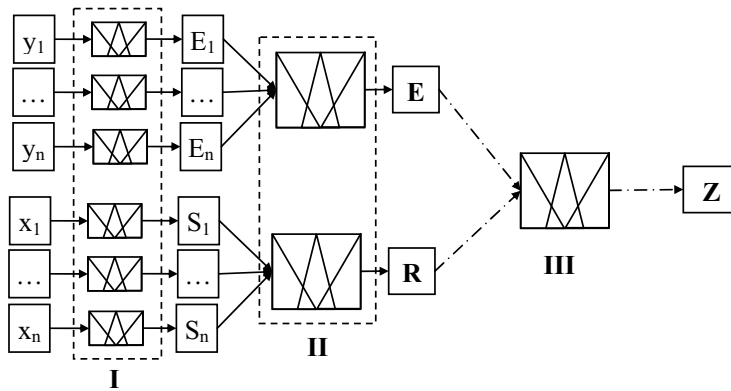 y1 E1
… …
yn En
E
x1 S1
… …
xn Sn
R
Z
I
II
III